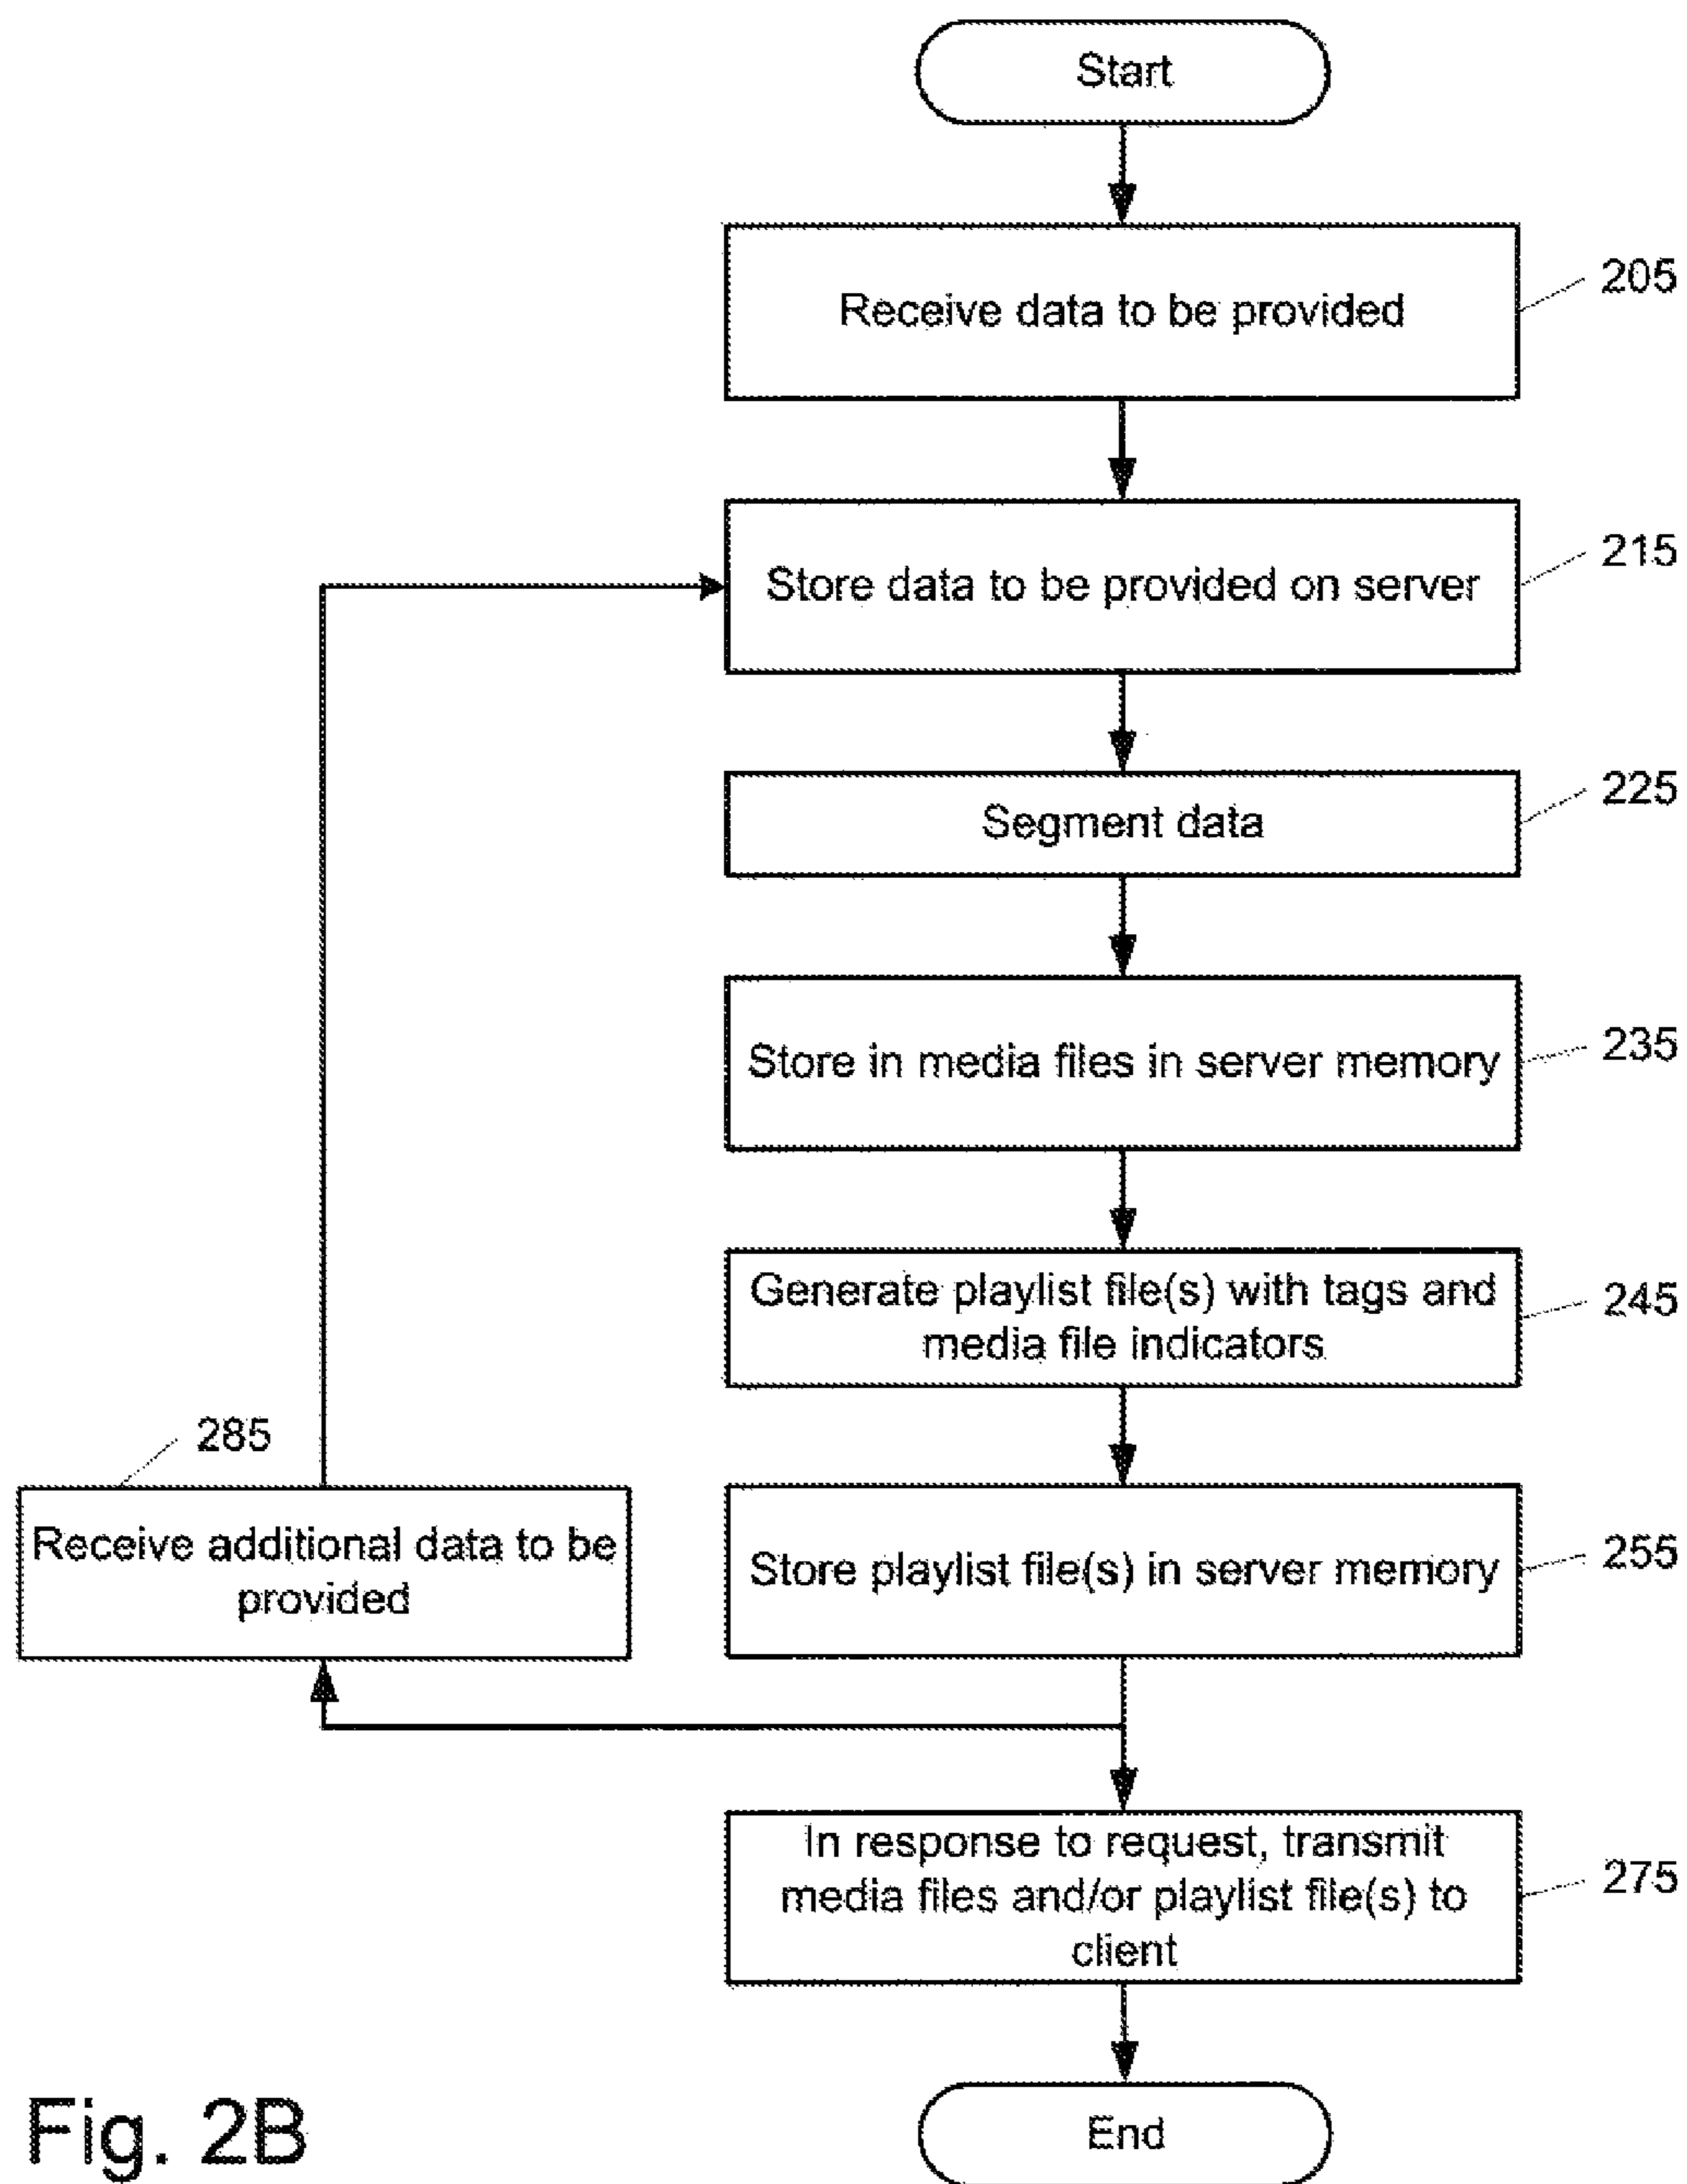 Start
Receive data to be provided
205
Store data to be provided on server
215
Segment data
225
Store in media files in server memory
235
Generate playlist file(s) with tags and
media file indicators
245
285
Receive additional data to be
provided
Store playlist file(s) in server memory
255
In response to request, transmit
media files and/or playlist file(s) to
client
275
End
Fig. 2B